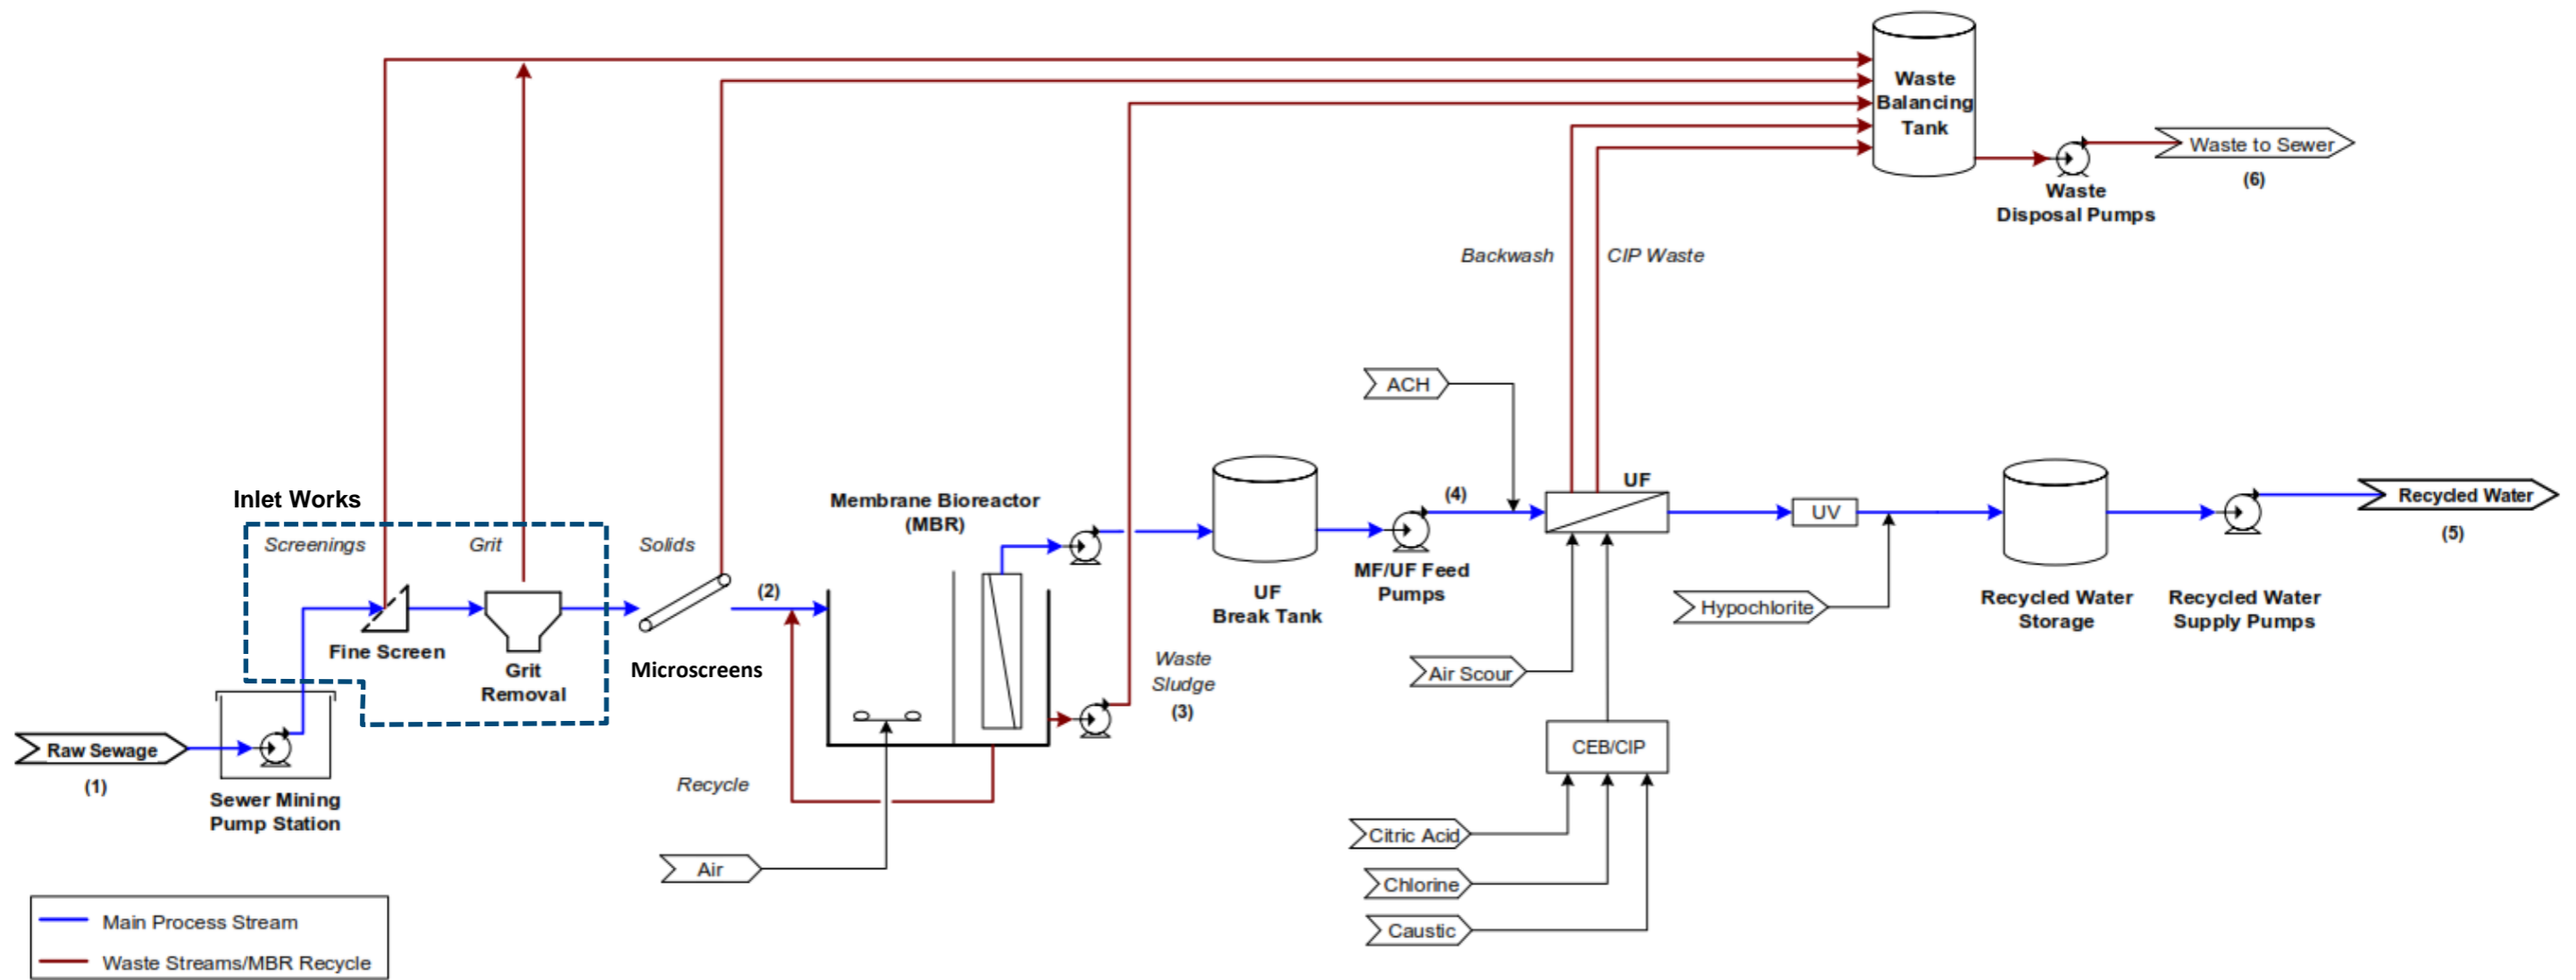 Waste
Balancing
Tank
Waste to Sewer
(6)
Waste
Disposal Pumps
Backwash
CIP Waste
ACH
Inlet Works
Screenings
Grit
Solids
Membrane Bioreactor
(MBR)
(4)
UF
UV
Recycled Water
(5)
(2)
Fine Screen
Grit
Removal
Microscreens
UF
Break Tank
MF/UF Feed
Pumps
Hypochlorite
Recycled Water
Storage
Recycled Water
Supply Pumps
Waste
Sludge
(3)
Air Scour
Raw Sewage
(1)
Sewer Mining
Pump Station
Recycle
CEB/CIP
Air
Citric Acid
Chlorine
Caustic
Main Process Stream
Waste Streams/MBR Recycle